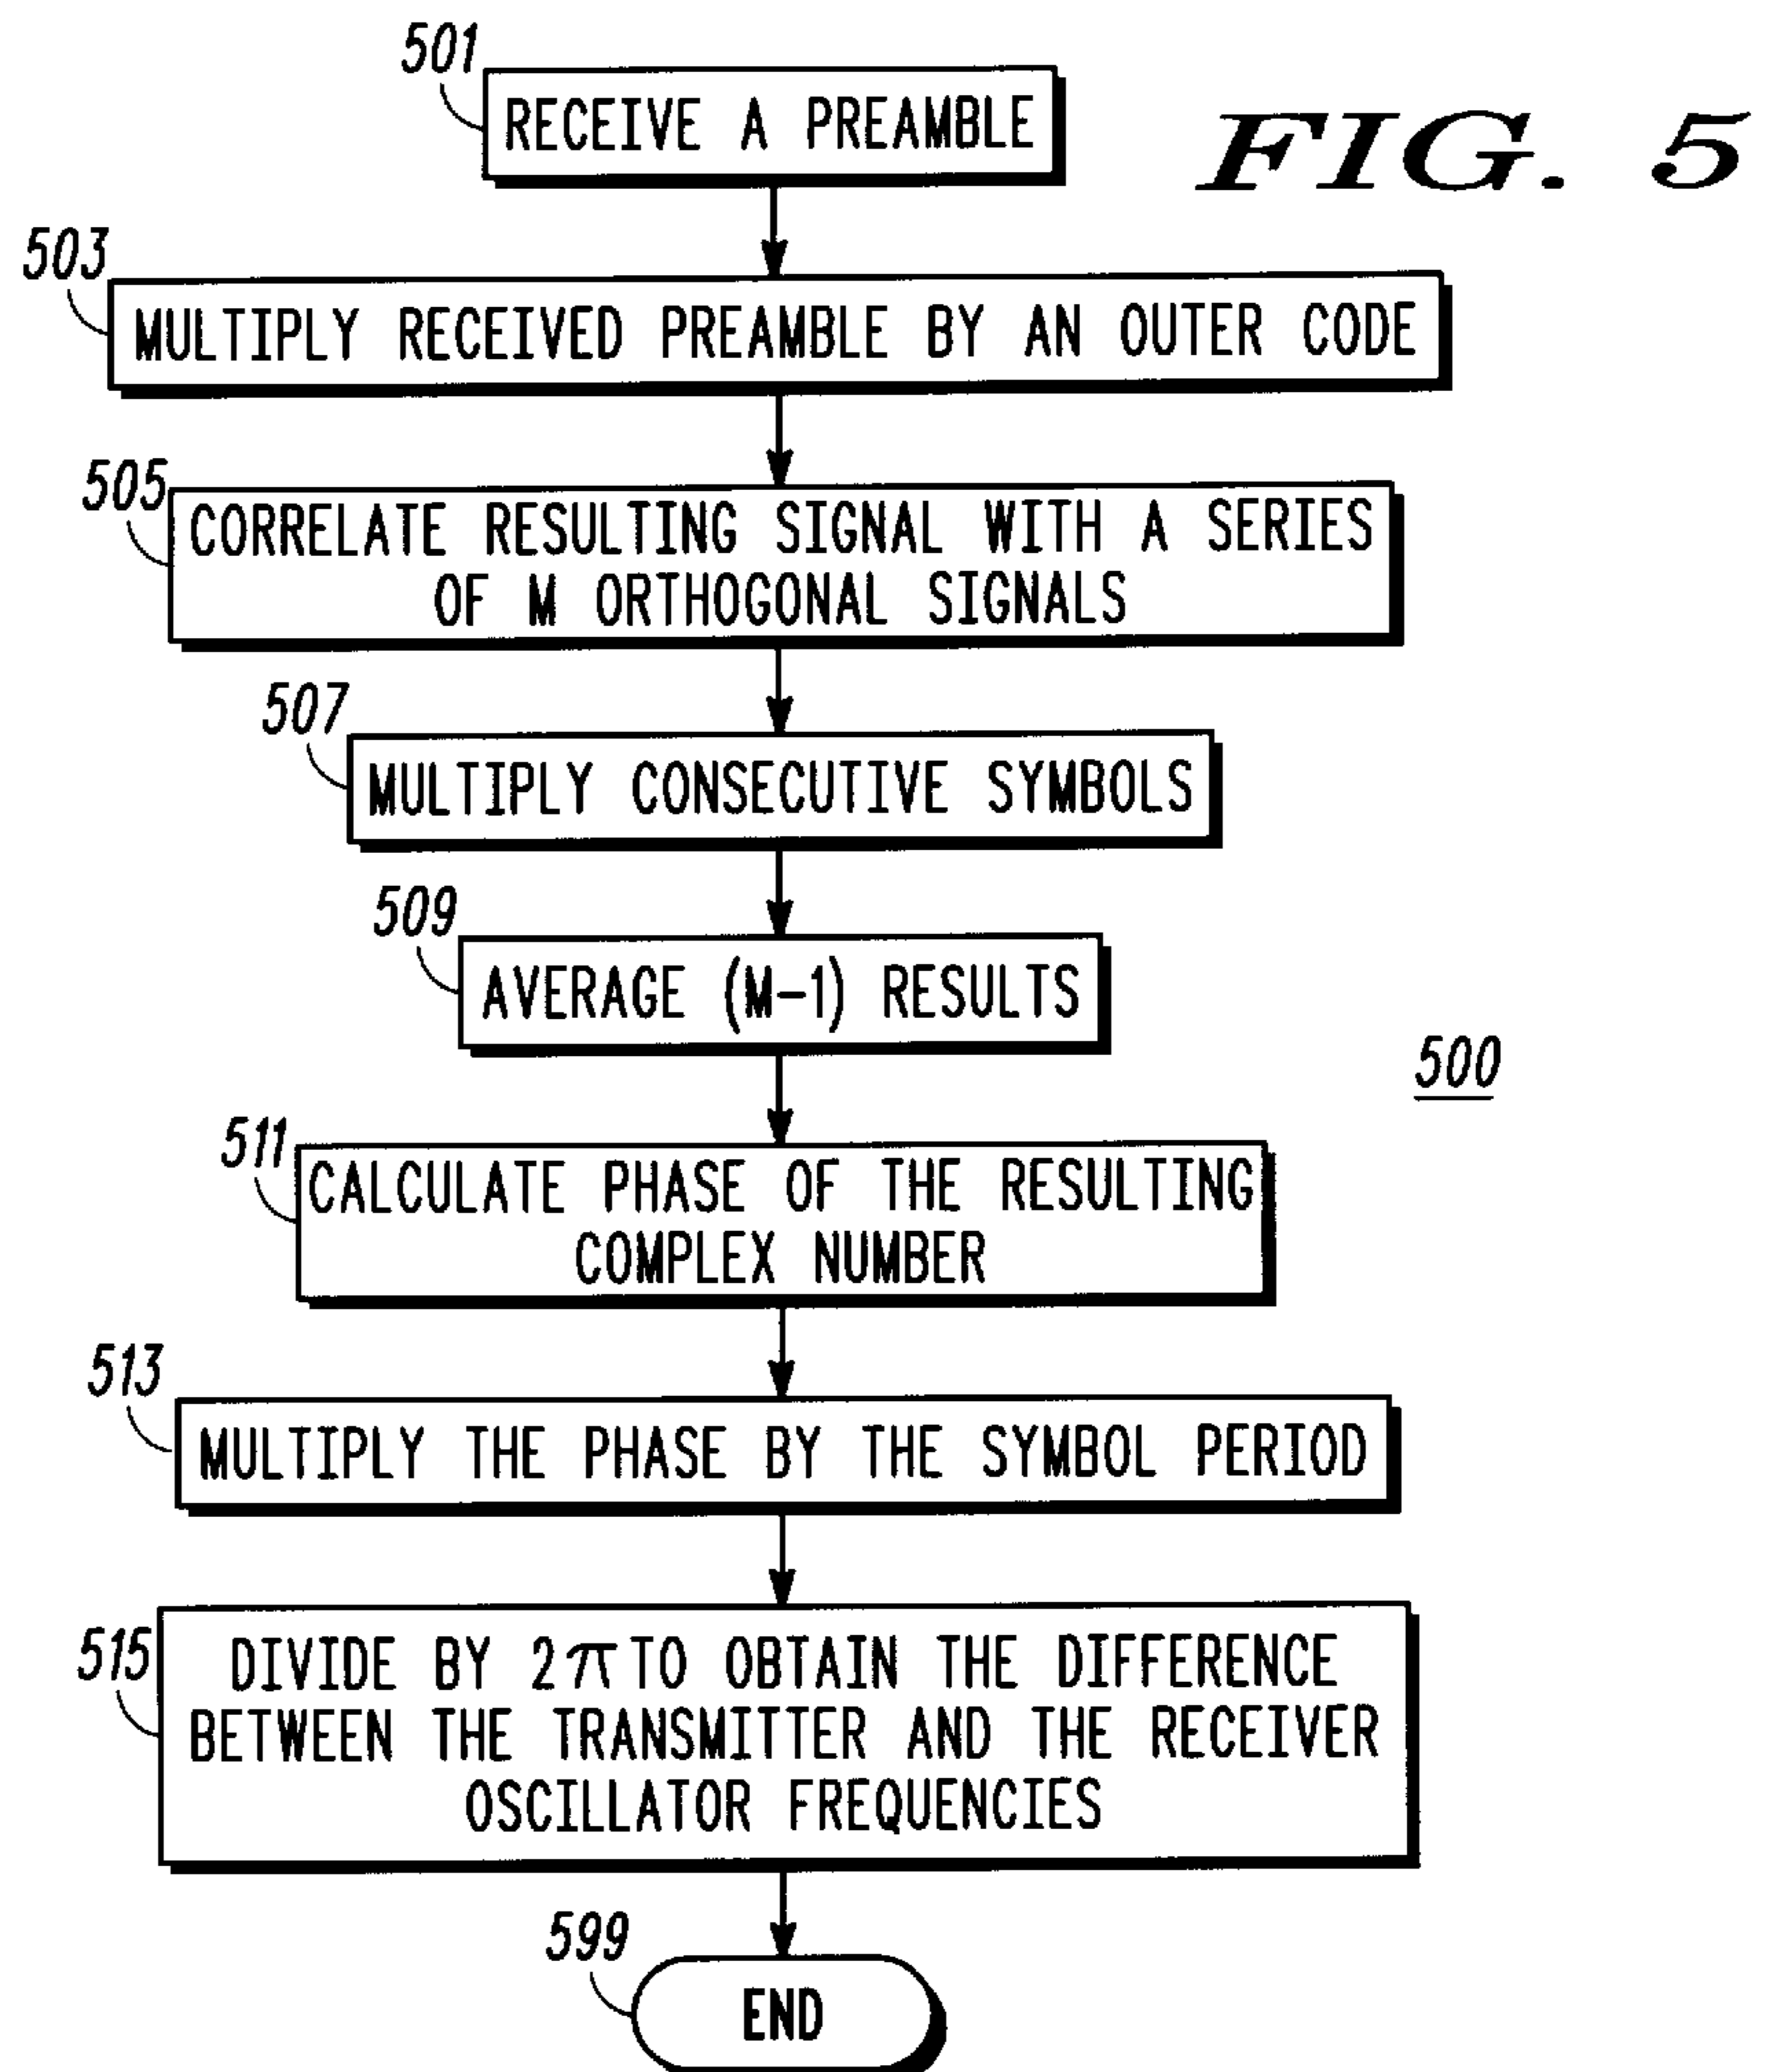 501
RECEIVE A PREAMBLE
FIG. 5
503
MULTIPLY RECEIVED PREAMBLE BY AN OUTER CODE
505
CORRELATE RESULTING SIGNAL WITH A SERIES
OF M ORTHOGONAL SIGNALS
507
MULTIPLY CONSECUTIVE SYMBOLS
509
AVERAGE (M-1) RESULTS
500
511
CALCULATE PHASE OF THE RESULTING
COMPLEX NUMBER
513
MULTIPLY THE PHASE BY THE SYMBOL PERIOD
515
DIVIDE BY 2π TO OBTAIN THE DIFFERENCE
BETWEEN THE TRANSMITTER AND THE RECEIVER
OSCILLATOR FREQUENCIES
599
END